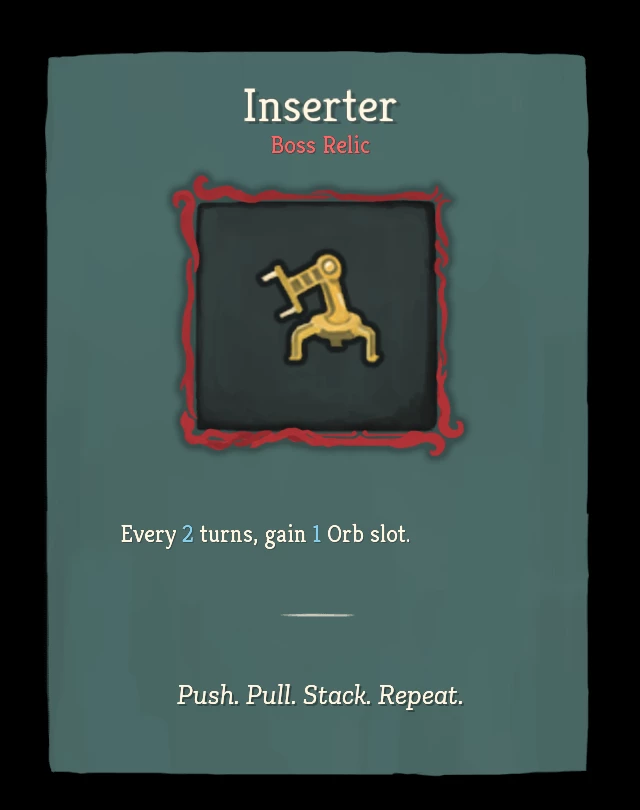 Inserter
Boss Relic
Every 2 turns, gain 1 Orb slot.
Push. Pull. Stack. Repeat.